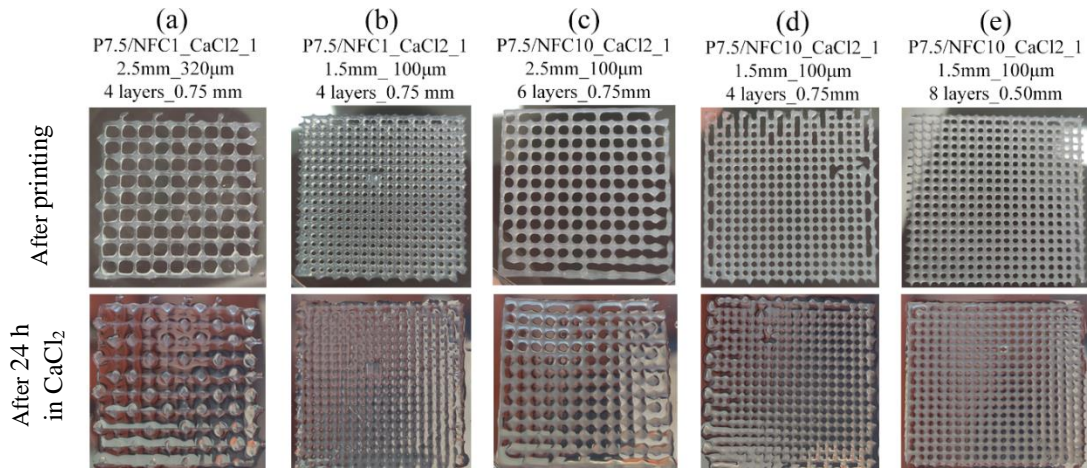 (a) (b) (c) (d) (e)
P7.5/NFC1_CaCl2_1 P7.5/NFC1_CaCl2_1 P7.5/NFC10_CaCl2_1 P7.5/NFC10_CaCl2_1 P7.5/NFC10_CaCl2_1
2.5mm_320μm 1.5mm_100μm 2.5mm_100μm 1.5mm_100μm 1.5mm_100μm
4 layers_0.75 mm 4 layers_0.75 mm 6 layers_0.75mm 4 layers_0.75mm 8 layers_0.50mm
After printing
After 24 h
in CaCl₂